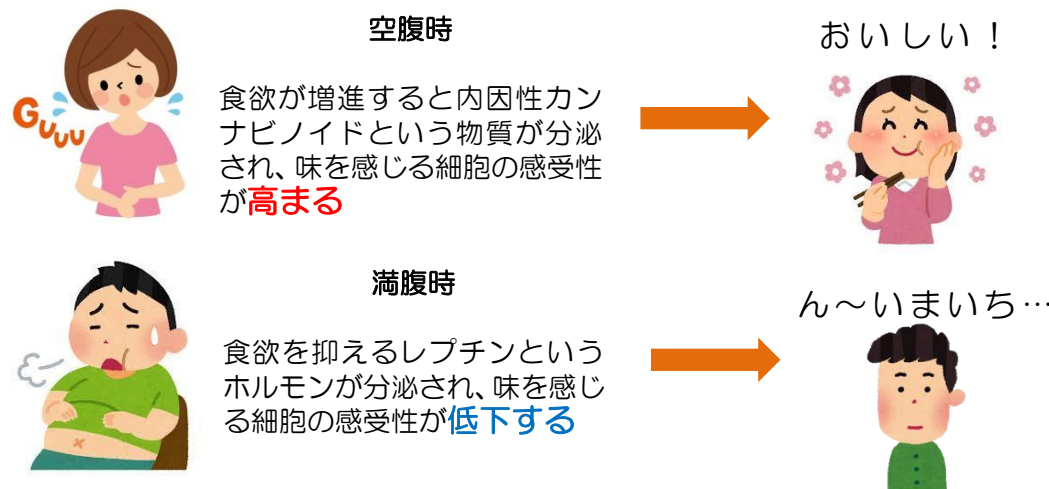 空腹時
おいしい！
食欲が増進すると内因性カン
ナビノイドという物質が分泌
され、味を感じる細胞の感受性
が高まる
Guuu
満腹時
ん～いまいち…
食欲を抑えるレプチンという
ホルモンが分泌され、味を感じ
る細胞の感受性が低下する